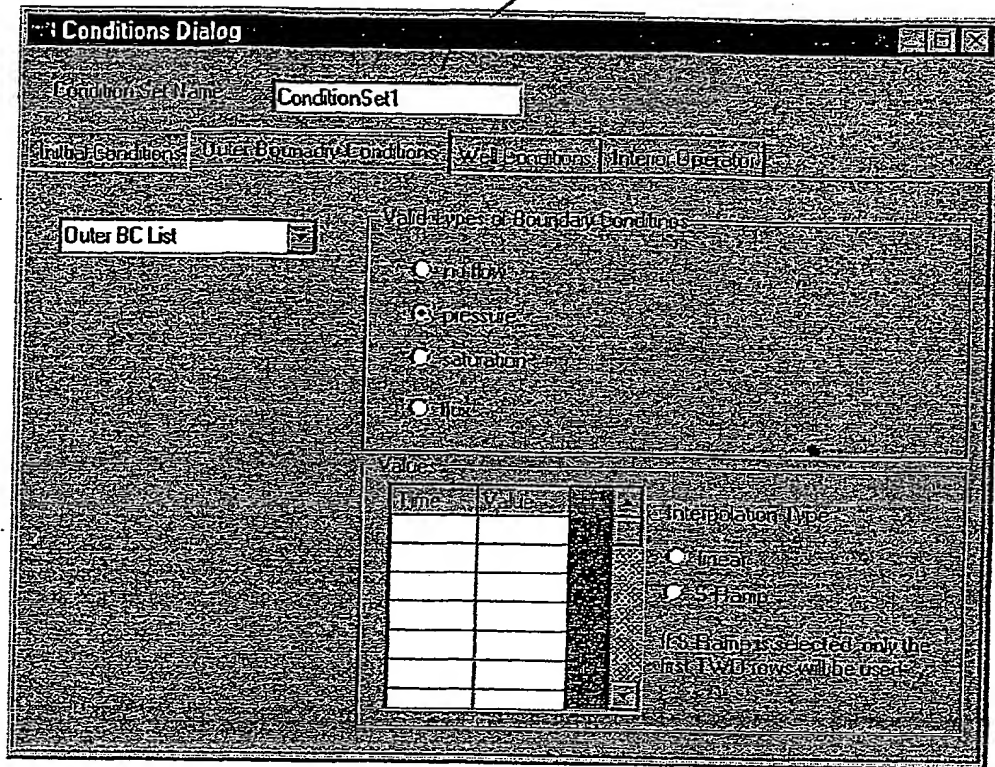 Conditions Dialog
Condition Set Name
ConditionSet1
Initial Conditions
Outer Boundary Conditions
Well Conditions
Interior Operator
Outer BC List
Valid Types of Boundary Conditions
no flow
pressure
saturation
flux
Values
Time Value
Interpolation Type
linear
S-Ramp
If S-Ramp is selected, only the
first TWO rows will be used.